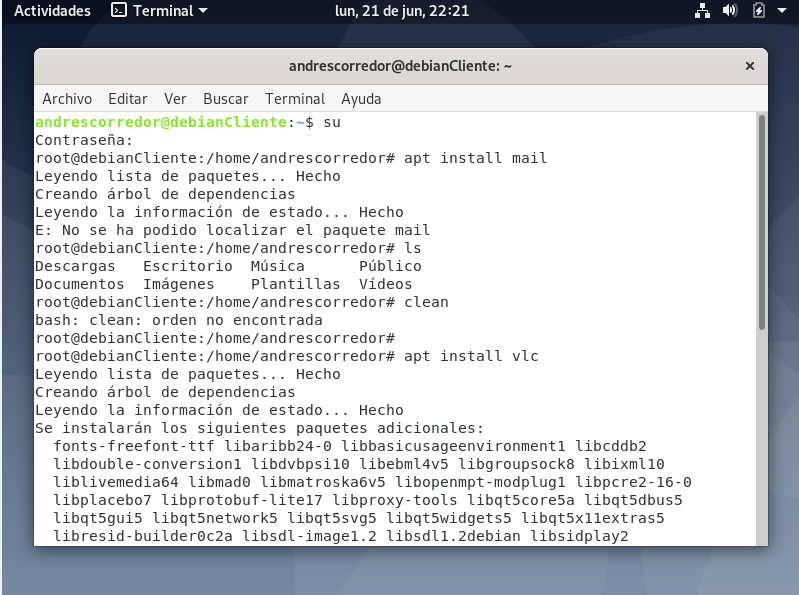 Actividades Terminal lun, 21 de jun, 22:21
andrescorredor@debianCliente: ~
Archivo Editar Ver Buscar Terminal Ayuda
andrescorredor@debianCliente:~$ su
Contraseña:
root@debianCliente:/home/andrescorredor# apt install mail
Leyendo lista de paquetes... Hecho
Creando árbol de dependencias
Leyendo la información de estado... Hecho
E: No se ha podido localizar el paquete mail
root@debianCliente:/home/andrescorredor# ls
Descargas Escritorio Música Público
Documentos Imágenes Plantillas Vídeos
root@debianCliente:/home/andrescorredor# clean
bash: clean: orden no encontrada
root@debianCliente:/home/andrescorredor#
root@debianCliente:/home/andrescorredor# apt install vlc
Leyendo lista de paquetes... Hecho
Creando árbol de dependencias
Leyendo la información de estado... Hecho
Se instalarán los siguientes paquetes adicionales:
fonts-freefont-ttf libaribb24-0 libbasicusageenvironment1 libcddb2
libdouble-conversion1 libdvbpsi10 libebml4v5 libgroupsock8 libixml10
liblivemedia64 libmad0 libmatroska6v5 libopenmpt-modplug1 libpcre2-16-0
libplacebo7 libprotobuf-lite17 libproxy-tools libqt5core5a libqt5dbus5
libqt5gui5 libqt5network5 libqt5svg5 libqt5widgets5 libqt5x11extras5
libresid-builder0c2a libsdl-image1.2 libsdl1.2debian libsidplay2